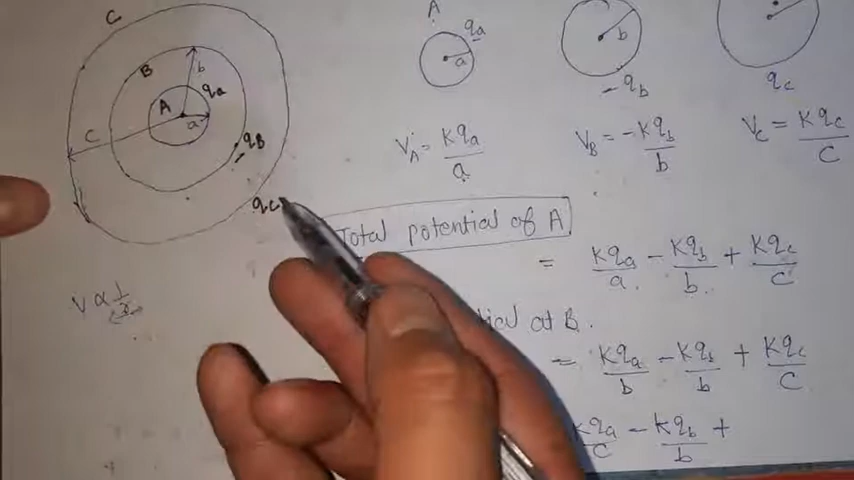 C
B
b
qa
A
a
C
qB
-
qc
V ∝ 1/x
A
qa
a
b
- qb
qc
VA = Kqa/a
VB = -Kqb/b
VC = Kqc/C
Total potential of A
= Kqa/a - Kqb/b + Kqc/C
at B.
= Kqa/b - Kqb/b + Kqc/C
Kqa/C - Kqb/b +